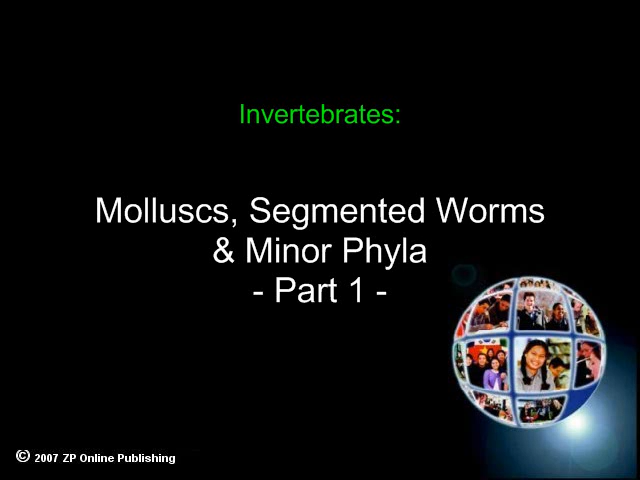 Invertebrates:
Molluscs, Segmented Worms
& Minor Phyla
- Part 1 -
© 2007 ZP Online Publishing